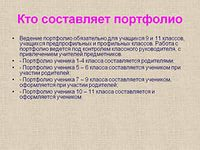 Кто составляет портфолио
Ведение портфолио обязательно для учащихся 9 и 11 классов,
учащихся предпрофильных и профильных классов. Работа с
портфолио ведется под контролем классного руководителя, с
привлечением учителей предметников.
- Портфолио ученика 1-4 класса составляется родителями;
- Портфолио ученика 5 – 6 класса составляется учеником при
участии родителей;
- Портфолио ученика 7 – 9 класса составляется учеником,
оформляется при участии родителей;
- Портфолио ученика 10 – 11 класса составляется и
оформляется учеником.